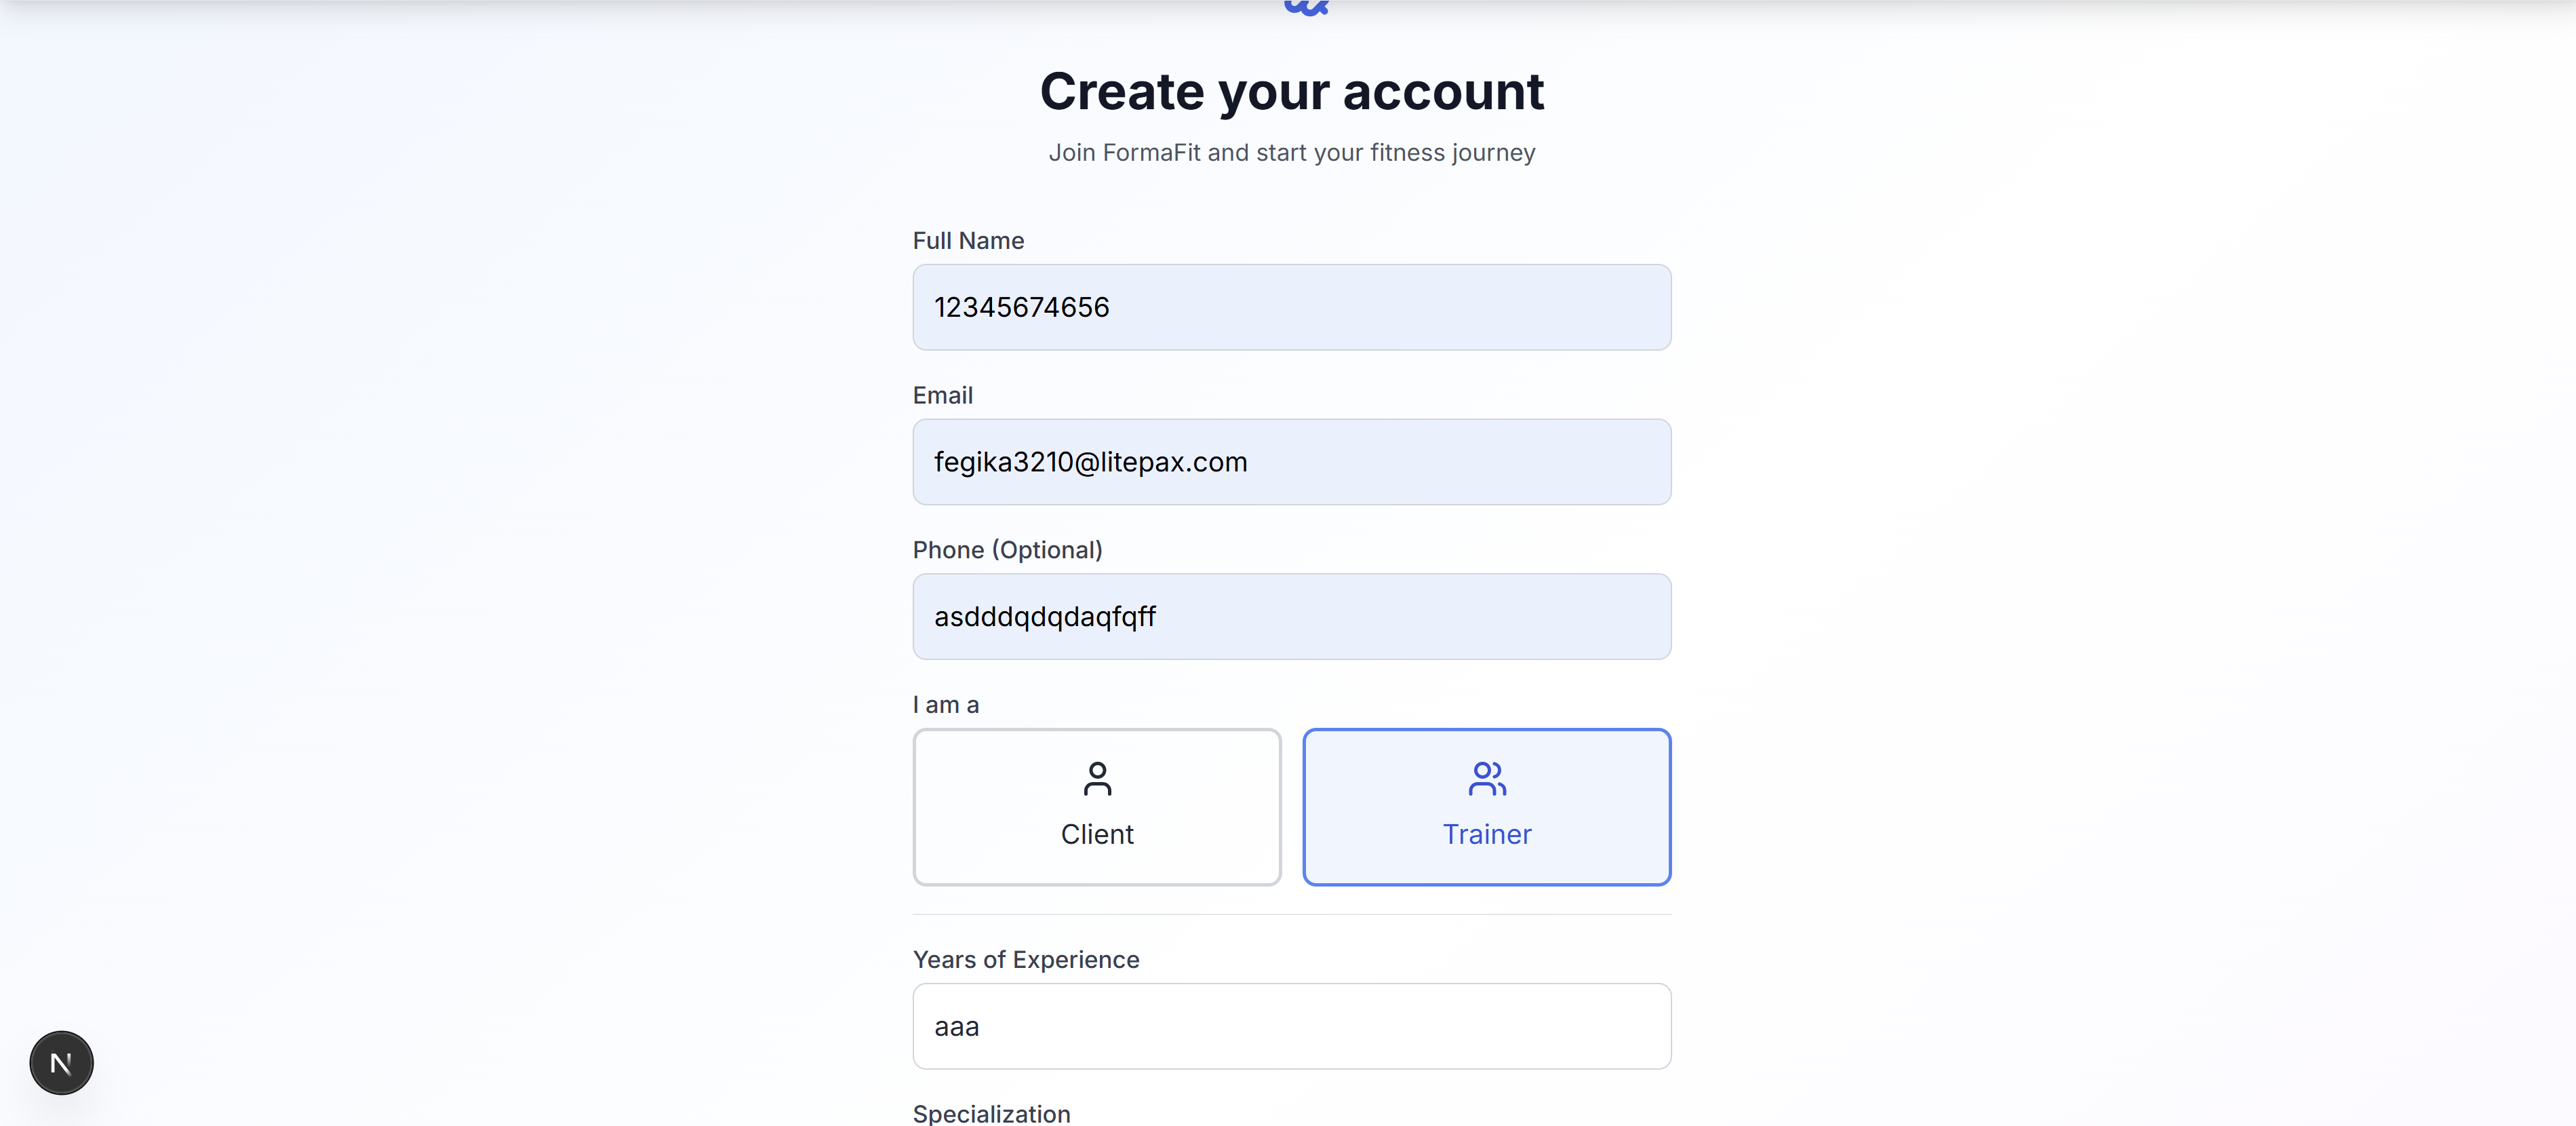 Create your account
Join FormaFit and start your fitness journey
Full Name
12345674656
Email
fegika3210@litepax.com
Phone (Optional)
asdddqdqdaqfqff
I am a
Client
Trainer
Years of Experience
aaa
Specialization
N